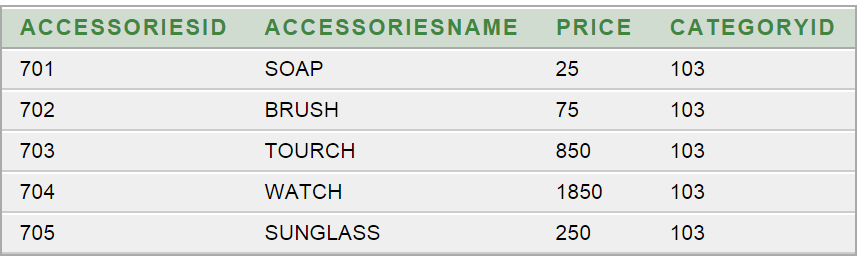 ACCESSORIESID ACCESSORIESNAME PRICE CATEGORYID
701 SOAP 25 103
702 BRUSH 75 103
703 TOURCH 850 103
704 WATCH 1850 103
705 SUNGLASS 250 103